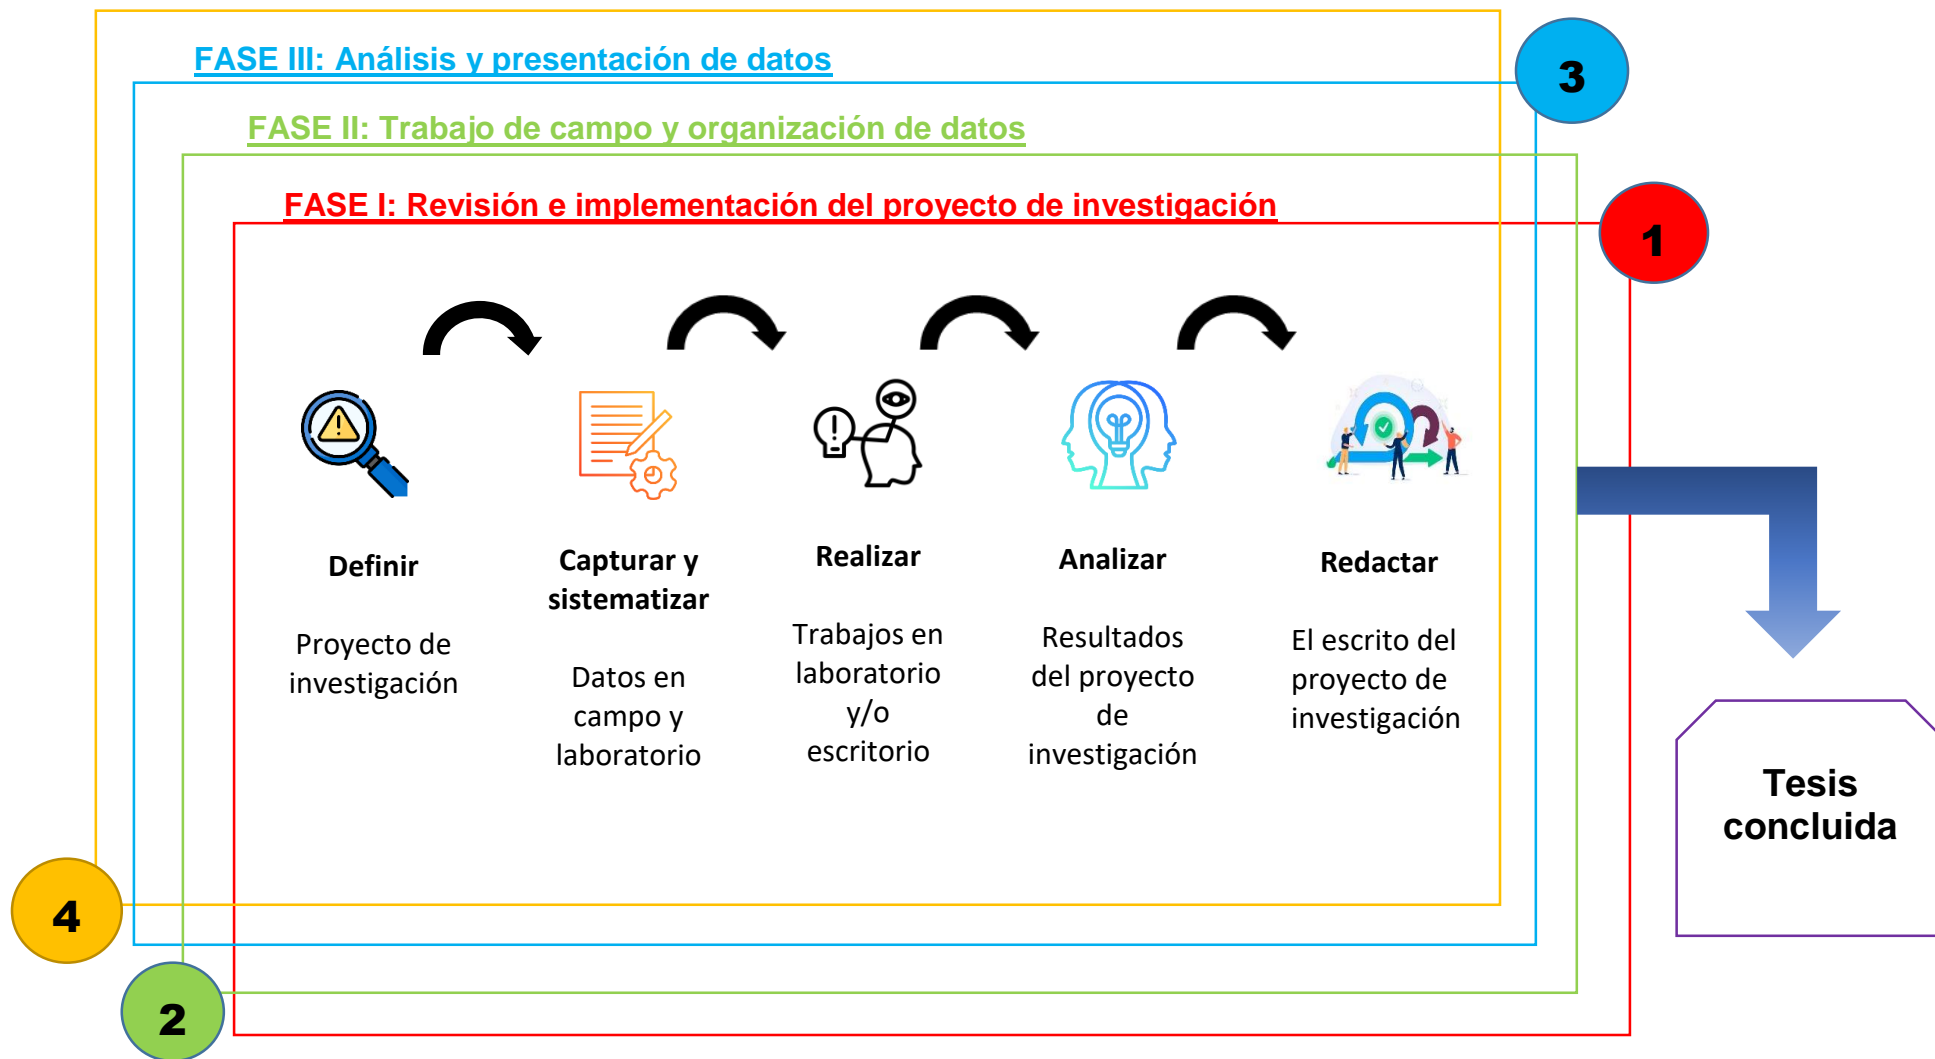 FASE III: Análisis y presentación de datos
3
FASE II: Trabajo de campo y organización de datos
FASE I: Revisión e implementación del proyecto de investigación
1
Definir
Proyecto de
investigación
Capturar y
sistematizar
Datos en
campo y
laboratorio
Realizar
Trabajos en
laboratorio
y/o
escritorio
Analizar
Resultados
del proyecto
de
investigación
Redactar
El escrito del
proyecto de
investigación
Tesis
concluida
4
2